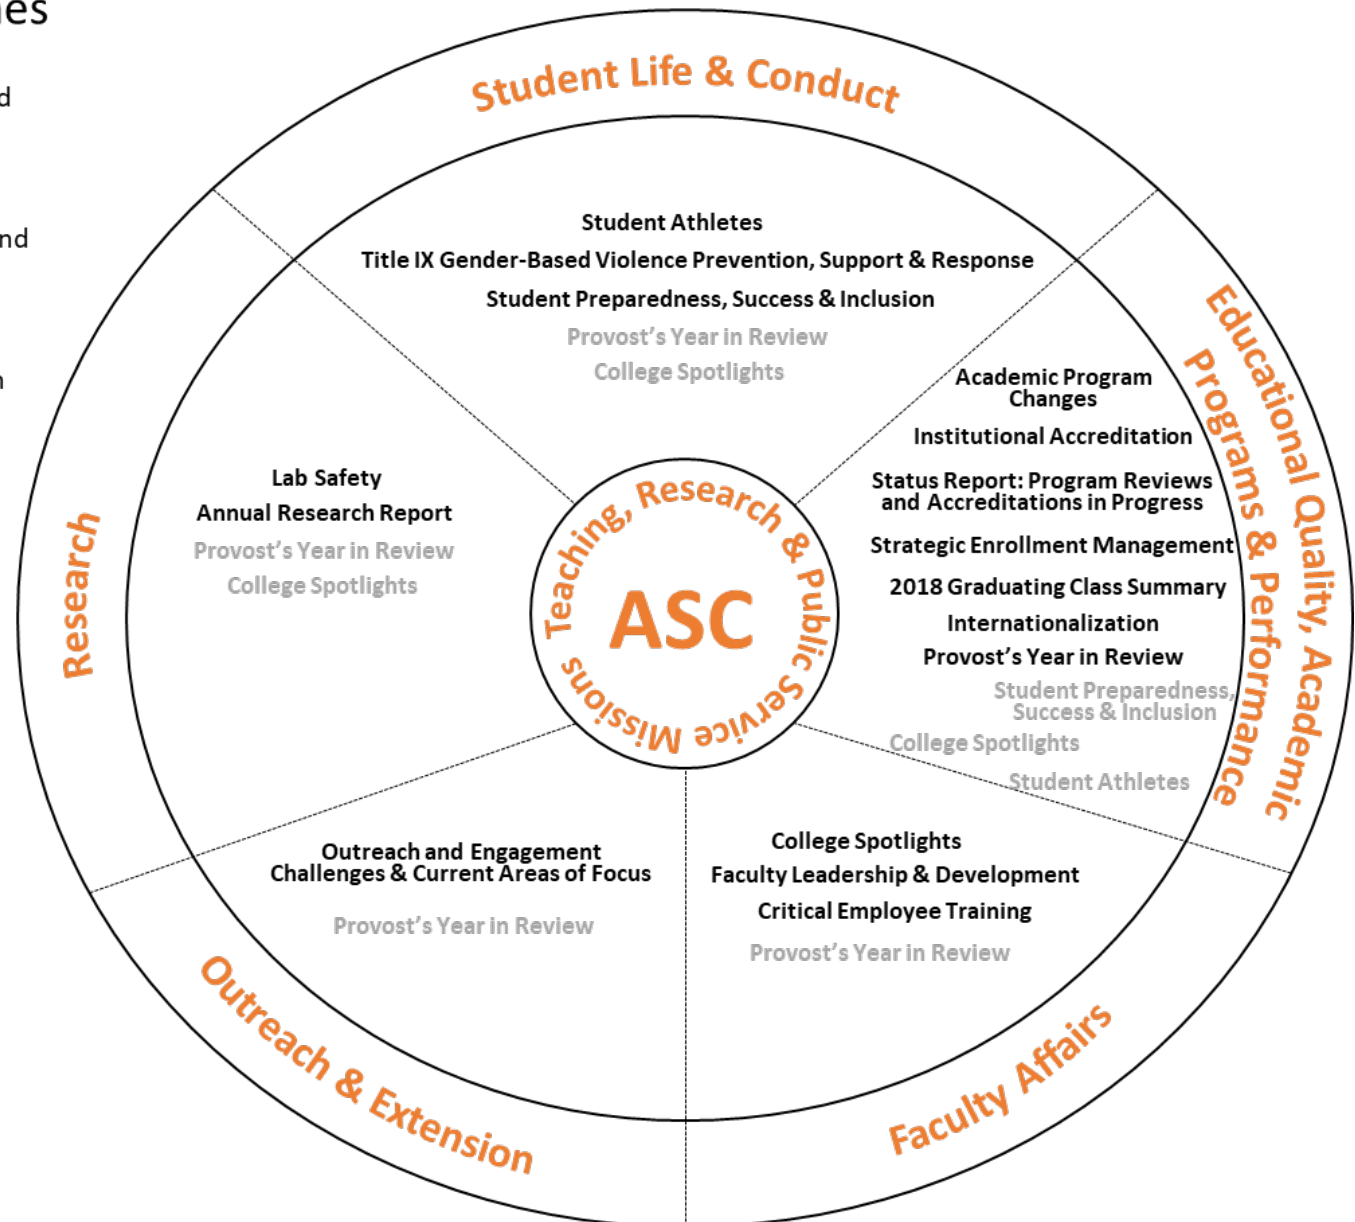 Student Life & Conduct
Student Athletes
Title IX Gender-Based Violence Prevention, Support & Response
Student Preparedness, Success & Inclusion
Provost’s Year in Review
College Spotlights
Educational Quality, Academic
Programs & Performance
Academic Program
Changes
Institutional Accreditation
Status Report: Program Reviews
and Accreditations in Progress
Strategic Enrollment Management
2018 Graduating Class Summary
Internationalization
Provost’s Year in Review
Student Preparedness,
Success & Inclusion
College Spotlights
Student Athletes
Faculty Affairs
College Spotlights
Faculty Leadership & Development
Critical Employee Training
Provost’s Year in Review
Outreach & Extension
Outreach and Engagement
Challenges & Current Areas of Focus
Provost’s Year in Review
Research
Lab Safety
Annual Research Report
Provost’s Year in Review
College Spotlights
Teaching, Research & Public Service Missions
ASC